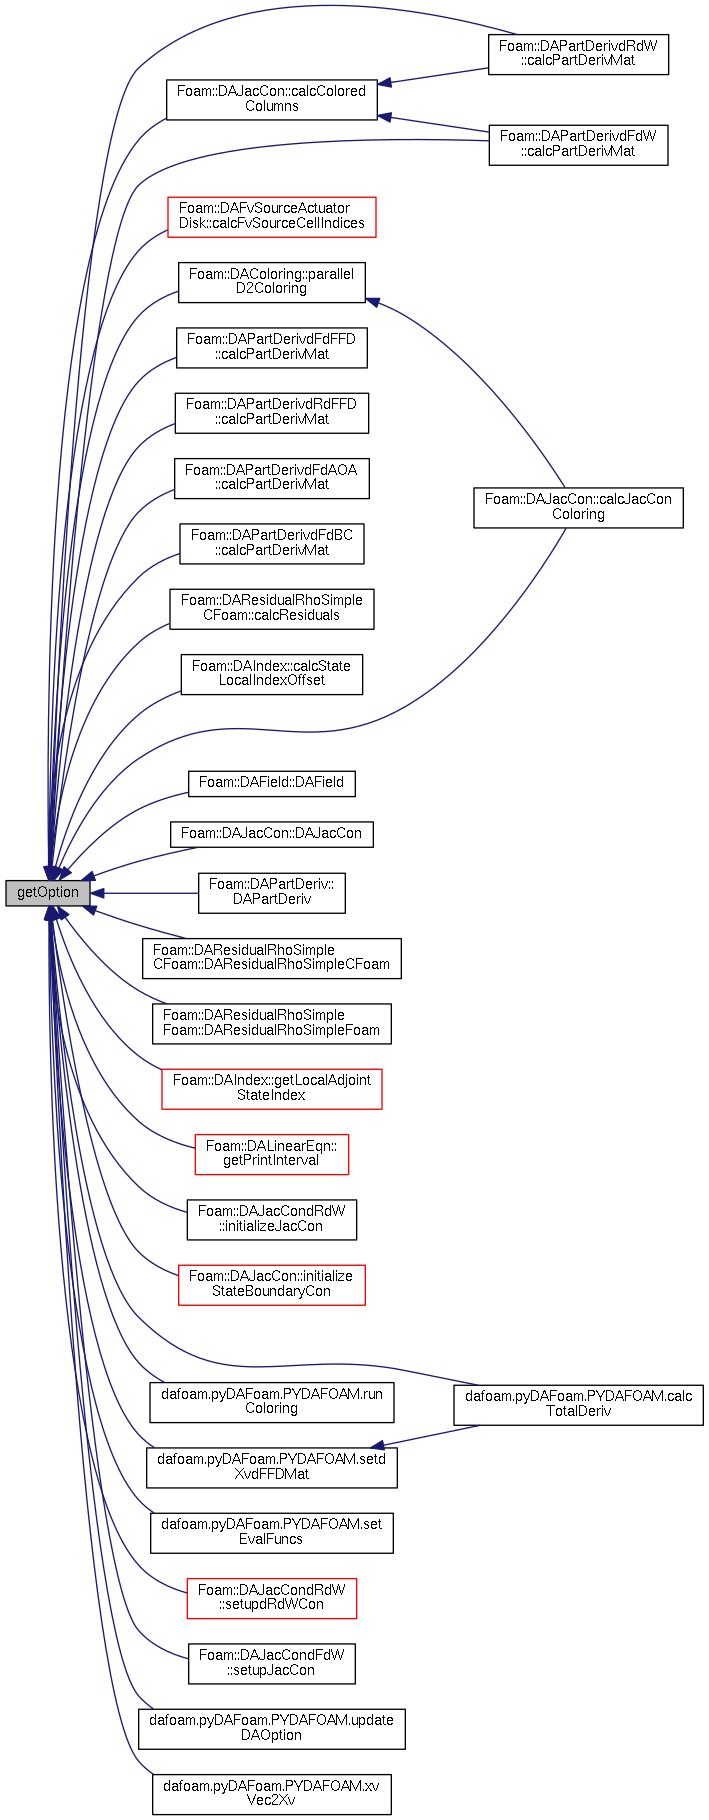 Foam::DAPartDerivdRdW
::calcPartDerivMat
Foam::DAJacCon::calcColored
Columns
Foam::DAPartDerivdFdW
::calcPartDerivMat
Foam::DAFvSourceActuator
Disk::calcFvSourceCellIndices
Foam::DAColoring::parallel
D2Coloring
Foam::DAPartDerivdFdFFD
::calcPartDerivMat
Foam::DAPartDerivdRdFFD
::calcPartDerivMat
Foam::DAPartDerivdFdAOA
::calcPartDerivMat
Foam::DAJacCon::calcJacCon
Coloring
Foam::DAPartDerivdFdBC
::calcPartDerivMat
Foam::DAResidualRhoSimple
CFoam::calcResiduals
Foam::DAIndex::calcState
LocalIndexOffset
Foam::DAField::DAField
Foam::DAJacCon::DAJacCon
getOption
Foam::DAPartDeriv::
DAPartDeriv
Foam::DAResidualRhoSimple
CFoam::DAResidualRhoSimpleCFoam
Foam::DAResidualRhoSimple
Foam::DAResidualRhoSimpleFoam
Foam::DAIndex::getLocalAdjoint
StateIndex
Foam::DALinearEqn::
getPrintInterval
Foam::DAJacCondRdW
::initializeJacCon
Foam::DAJacCon::initialize
StateBoundaryCon
dafoam.pyDAFoam.PYDAFOAM.run
Coloring
dafoam.pyDAFoam.PYDAFOAM.calc
TotalDeriv
dafoam.pyDAFoam.PYDAFOAM.setd
XvdFFDMat
dafoam.pyDAFoam.PYDAFOAM.set
EvalFuncs
Foam::DAJacCondRdW
::setupdRdWCon
Foam::DAJacCondFdW
::setupJacCon
dafoam.pyDAFoam.PYDAFOAM.update
DAOption
dafoam.pyDAFoam.PYDAFOAM.xv
Vec2Xv